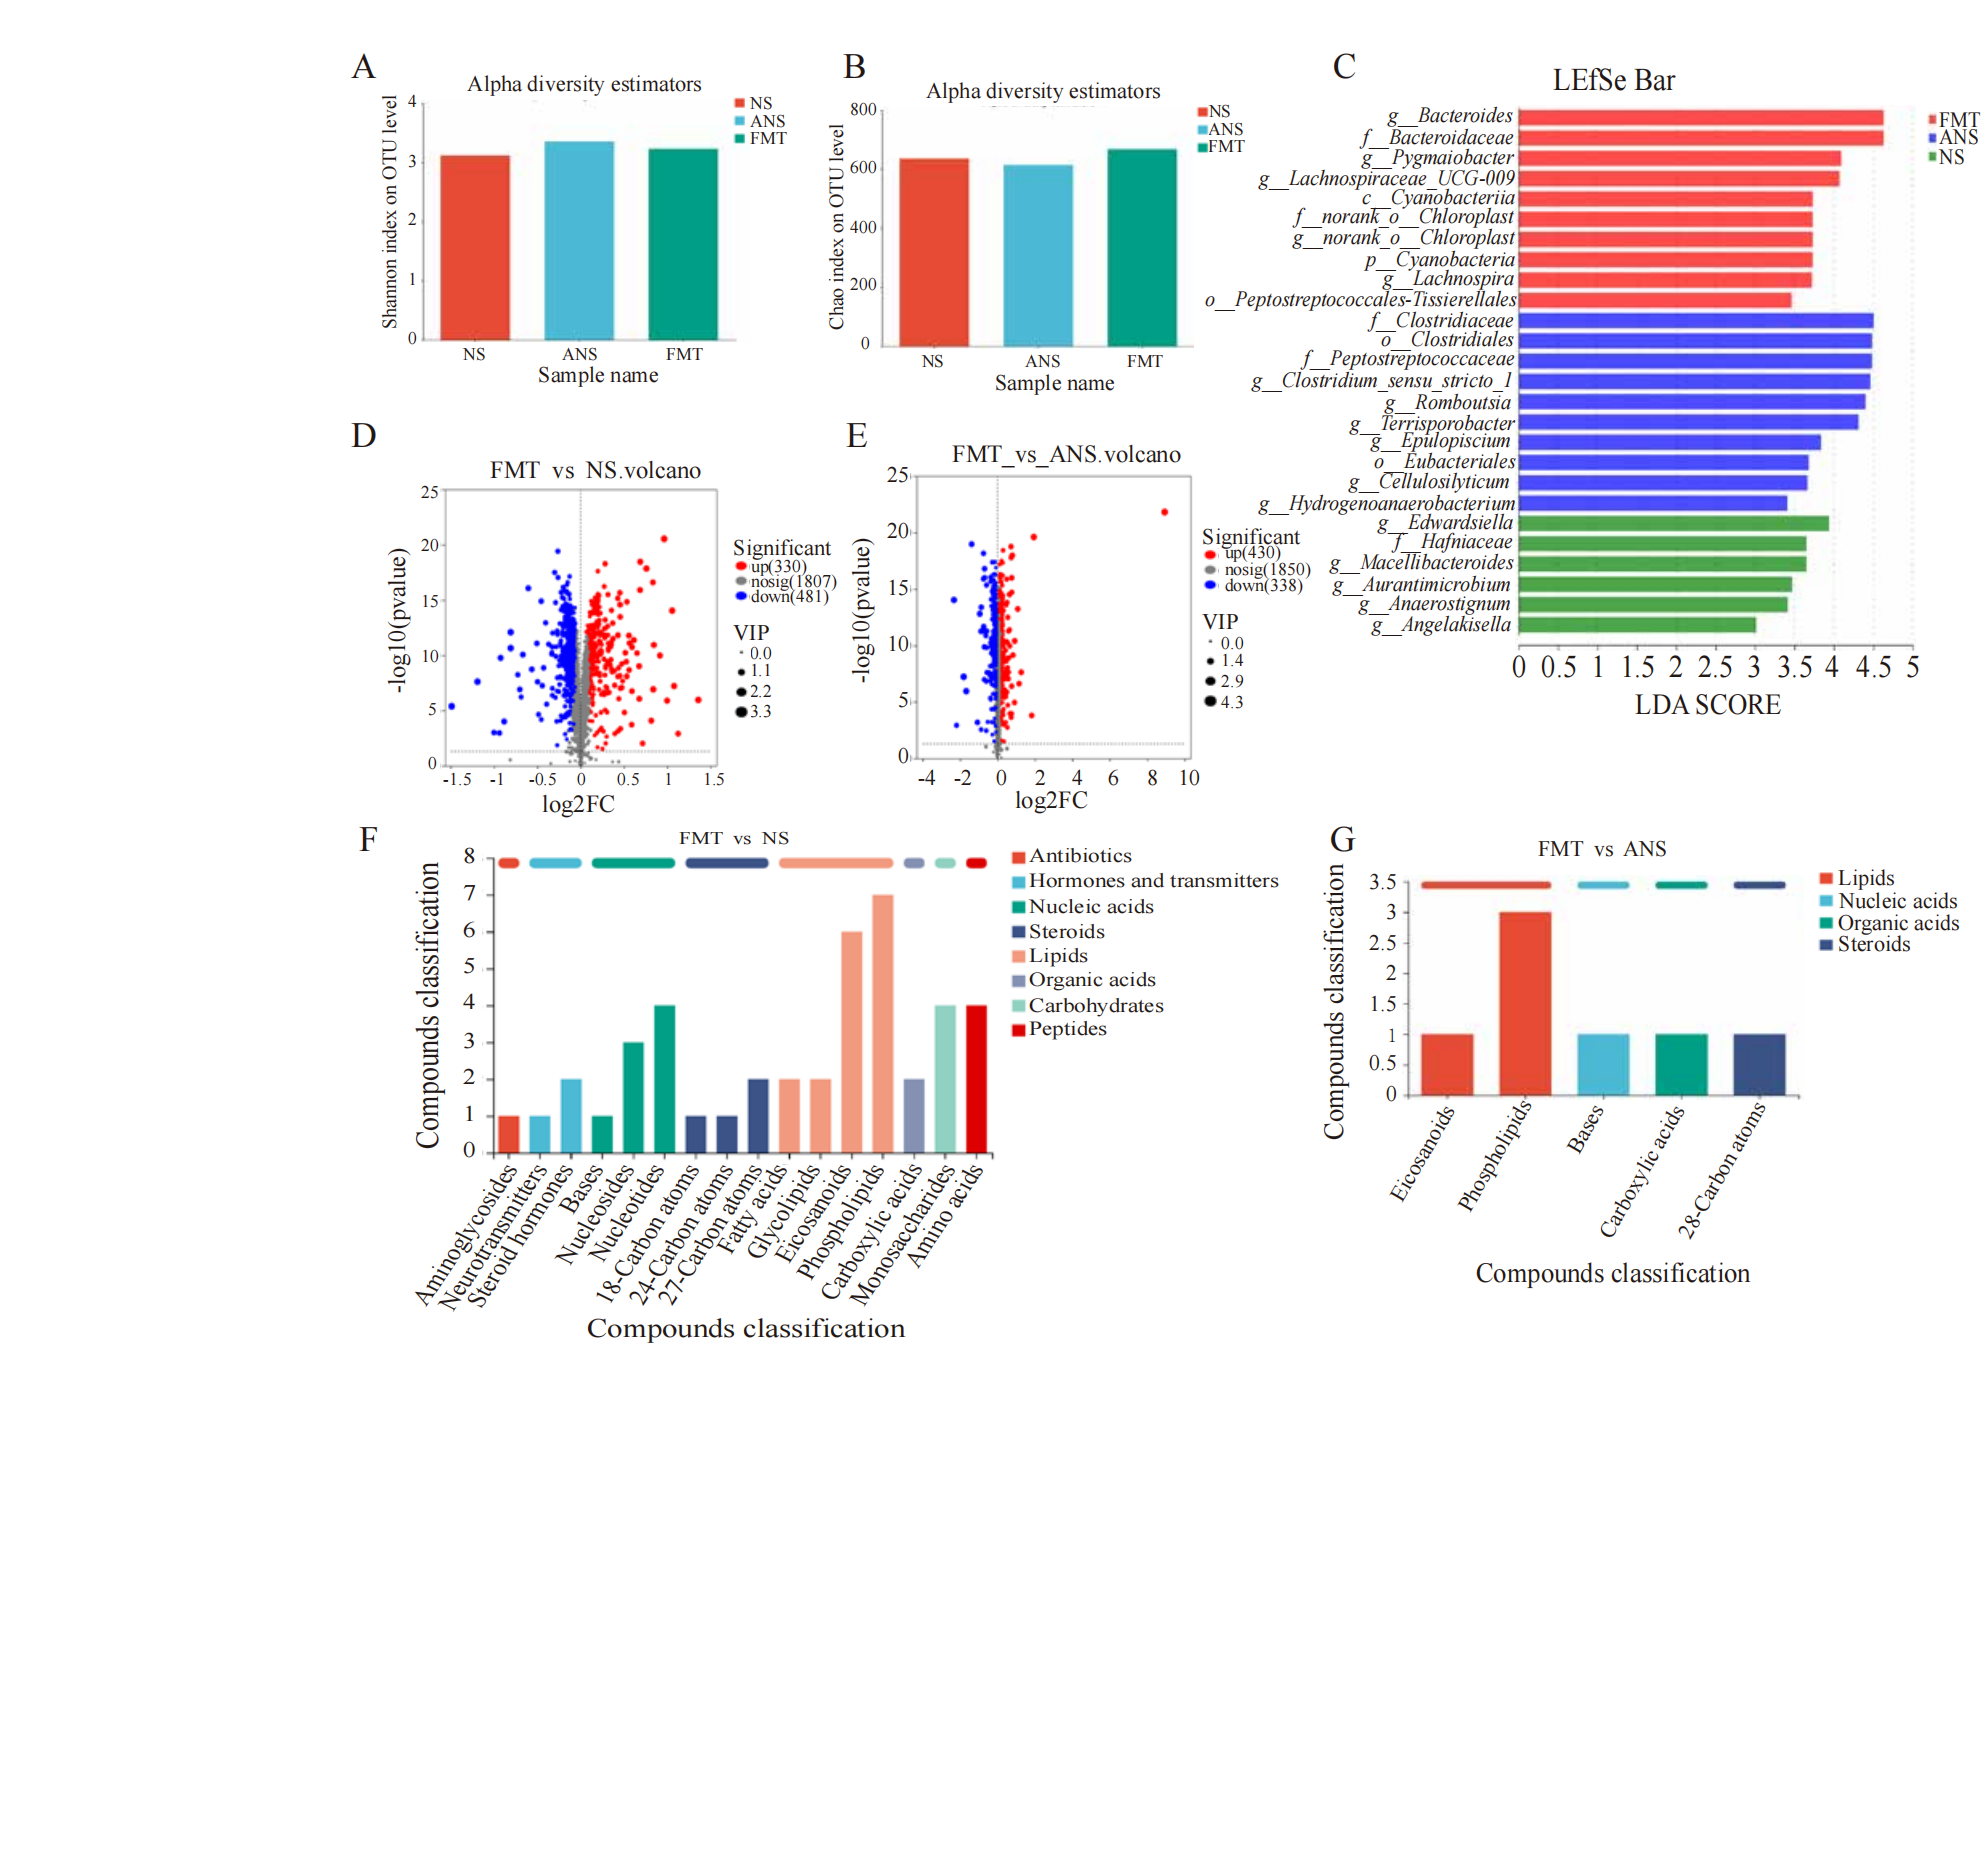 A
Alpha diversity estimators
Shannon index on OTU level
4
3
2
1
0
NS
ANS
FMT
Sample name
NS
ANS
FMT
B
Alpha diversity estimators
Chao index on OTU level
800
600
400
200
0
NS
ANS
FMT
Sample name
NS
ANS
FMT
C
LEfSe Bar
g__Bacteroides
f__Bacteroidaceae
g__Pygmaiobacter
g__Lachnospiraceae_UCG-009
c__Cyanobacteriia
f__norank_o__Chloroplast
g__norank_o__Chloroplast
p__Cyanobacteria
g__Lachnospira
o__Peptostreptococcales-Tissierellales
f__Clostridiaceae
o__Clostridiales
f__Peptostreptococcaceae
g__Clostridium_sensu_stricto_1
g__Romboutsia
g__Terrisporobacter
g__Epulopiscium
o__Eubacteriales
g__Cellulosilyticum
g__Hydrogenoanaerobacterium
g__Edwardsiella
f__Hafniaceae
g__Macellibacteroides
g__Aurantimicrobium
g__Anaerostignum
g__Angelakisella
0 0.5 1 1.5 2 2.5 3 3.5 4 4.5 5
LDA SCORE
FMT
ANS
NS
D
FMT vs NS.volcano
-log10(pvalue)
25
20
15
10
5
0
-1.5 -1 -0.5 0 0.5 1 1.5
log2FC
Significant
up(330)
nosig(1807)
down(481)
VIP
0.0
1.1
2.2
3.3
E
FMT_vs_ANS.volcano
-log10(pvalue)
25
20
15
10
5
0
-4 -2 0 2 4 6 8 10
log2FC
Significant
up(430)
nosig(1850)
down(338)
VIP
0.0
1.4
2.9
4.3
F
FMT vs NS
Compounds classification
8
7
6
5
4
3
2
1
0
Aminoglycosides
Neurotransmitters
Steroid hormones
Bases
Nucleosides
Nucleotides
18-Carbon atoms
24-Carbon atoms
27-Carbon atoms
Fatty acids
Glycolipids
Eicosanoids
Phospholipids
Carboxylic acids
Monosaccharides
Amino acids
Compounds classification
Antibiotics
Hormones and transmitters
Nucleic acids
Steroids
Lipids
Organic acids
Carbohydrates
Peptides
G
FMT vs ANS
Compounds classification
3.5
3
2.5
2
1.5
1
0.5
0
Eicosanoids
Phospholipids
Bases
Carboxylic acids
28-Carbon atoms
Compounds classification
Lipids
Nucleic acids
Organic acids
Steroids